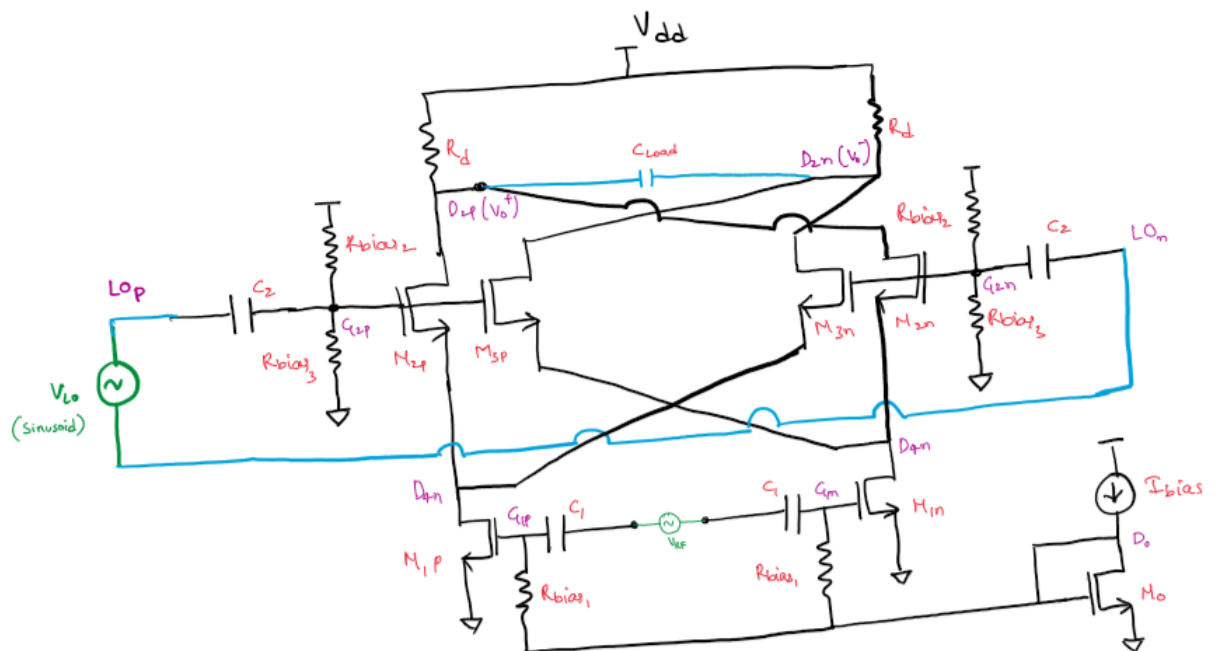 Vdd
Rd
Rd
CLoad
D2n (Vo-)
D2p (Vo+)
Rbias2
Rbias2
C2
LOn
LOp
C2
G2p
G2n
Rbias3
M2p
M3p
M3n
M2n
Rbias3
VLO
(Sinusoid)
D4n
D4n
Ibias
G1p
C1
VRF
C1
Gm
M1n
M1p
Rbias1
Rbias1
D0
M0